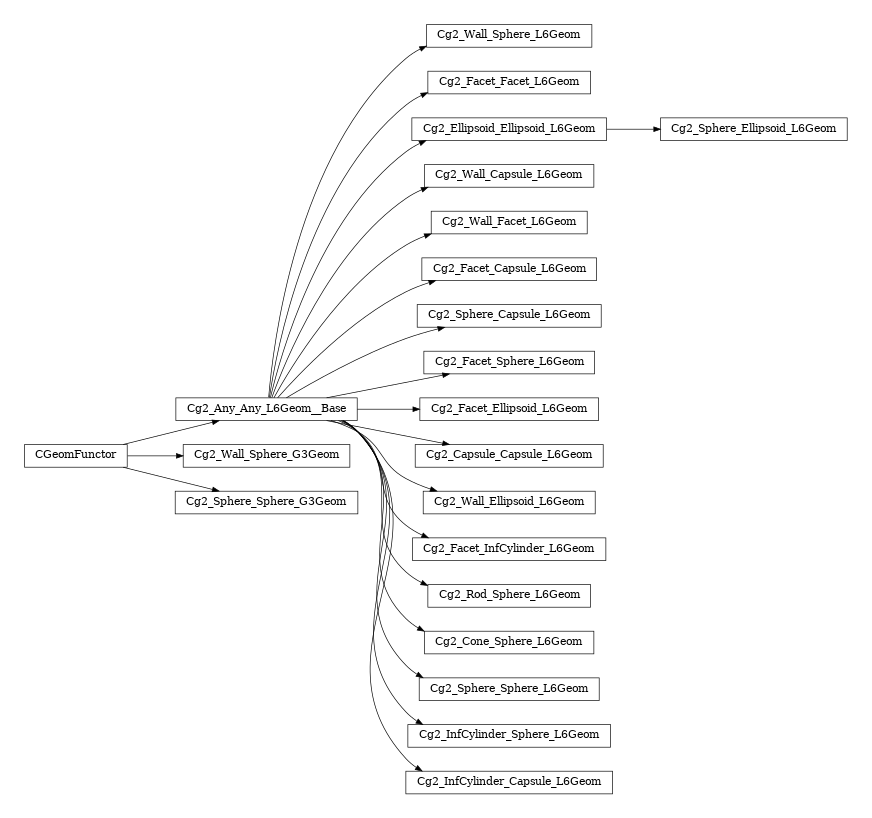 Cg2_Wall_Sphere_L6Geom
Cg2_Facet_Facet_L6Geom
Cg2_Ellipsoid_Ellipsoid_L6Geom
Cg2_Sphere_Ellipsoid_L6Geom
Cg2_Wall_Capsule_L6Geom
Cg2_Wall_Facet_L6Geom
Cg2_Facet_Capsule_L6Geom
Cg2_Sphere_Capsule_L6Geom
Cg2_Facet_Sphere_L6Geom
Cg2_Any_Any_L6Geom__Base
Cg2_Facet_Ellipsoid_L6Geom
CGeomFunctor
Cg2_Wall_Sphere_G3Geom
Cg2_Capsule_Capsule_L6Geom
Cg2_Sphere_Sphere_G3Geom
Cg2_Wall_Ellipsoid_L6Geom
Cg2_Facet_InfCylinder_L6Geom
Cg2_Rod_Sphere_L6Geom
Cg2_Cone_Sphere_L6Geom
Cg2_Sphere_Sphere_L6Geom
Cg2_InfCylinder_Sphere_L6Geom
Cg2_InfCylinder_Capsule_L6Geom